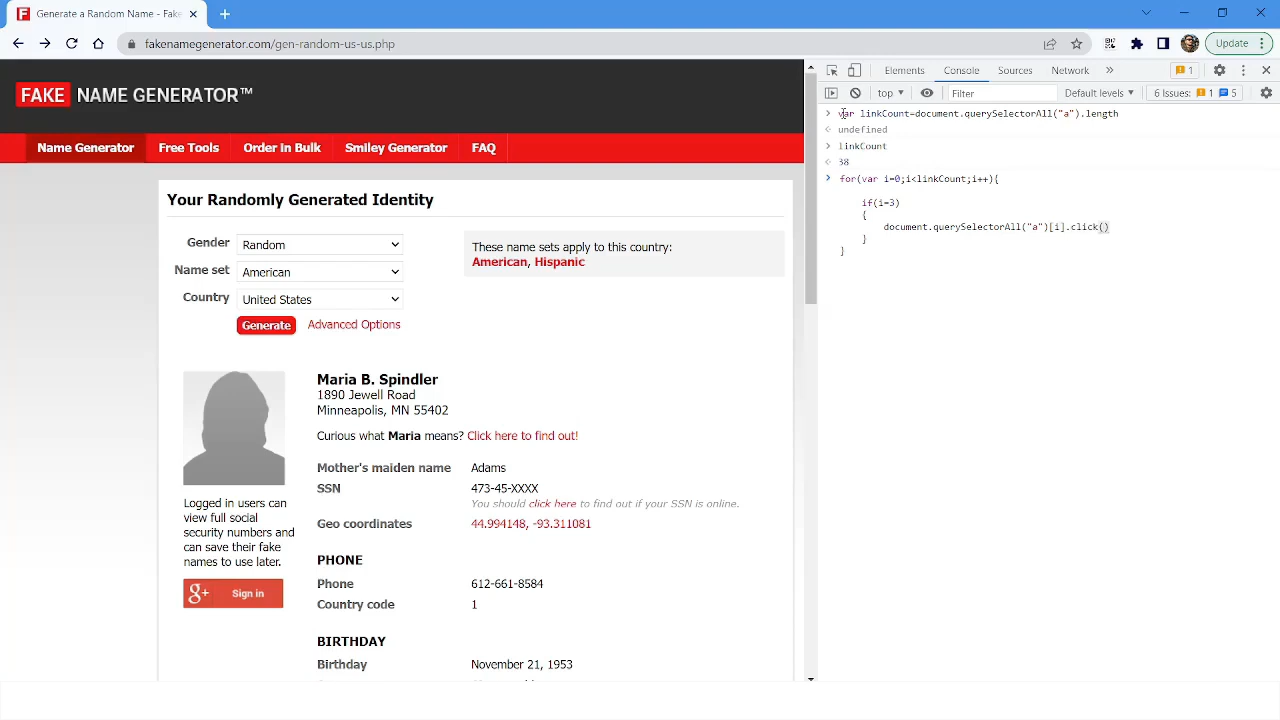 Generate a Random Name - Fake
fakenamegenerator.com/gen-random-us-us.php
Update
FAKE NAME GENERATOR™
Name Generator Free Tools Order In Bulk Smiley Generator FAQ
Your Randomly Generated Identity
Gender Random
Name set American
Country United States
Generate Advanced Options
These name sets apply to this country:
American, Hispanic
Maria B. Spindler
1890 Jewell Road
Minneapolis, MN 55402
Curious what Maria means? Click here to find out!
Mother's maiden name Adams
SSN 473-45-XXXX
You should click here to find out if your SSN is online.
Geo coordinates 44.994148, -93.311081
Logged in users can
view full social
security numbers and
can save their fake
names to use later.
g+ Sign in
PHONE
Phone 612-661-8584
Country code 1
BIRTHDAY
Birthday November 21, 1953
Elements Console Sources Network 1
top Filter Default levels 6 Issues: 1 5
var linkCount=document.querySelectorAll("a").length
undefined
linkCount
38
for(var i=0;i<linkCount;i++){
if(i=3)
{
document.querySelectorAll("a")[i].click()
}
}